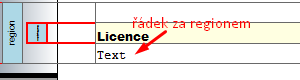 řádek za regionem
region
Licence
Text